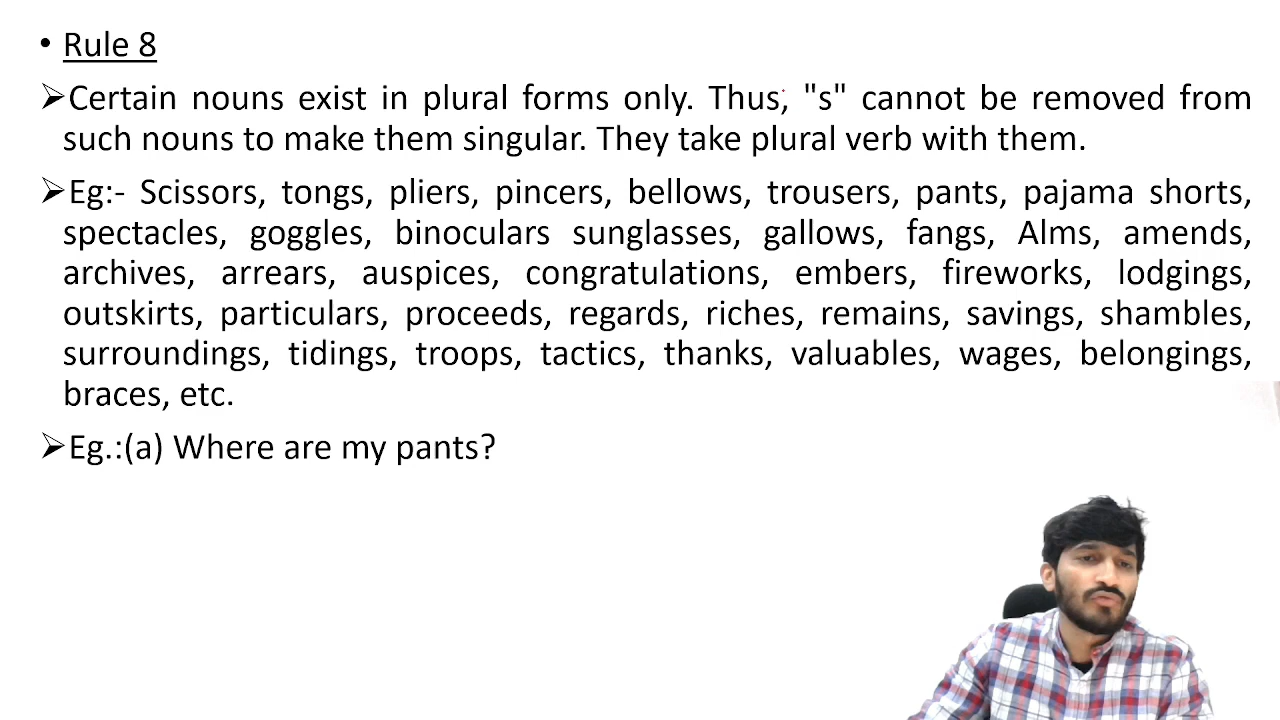 • Rule 8
➢Certain nouns exist in plural forms only. Thus, "s" cannot be removed from
such nouns to make them singular. They take plural verb with them.
➢Eg:- Scissors, tongs, pliers, pincers, bellows, trousers, pants, pajama shorts,
spectacles, goggles, binoculars sunglasses, gallows, fangs, Alms, amends,
archives, arrears, auspices, congratulations, embers, fireworks, lodgings,
outskirts, particulars, proceeds, regards, riches, remains, savings, shambles,
surroundings, tidings, troops, tactics, thanks, valuables, wages, belongings,
braces, etc.
➢Eg.:(a) Where are my pants?